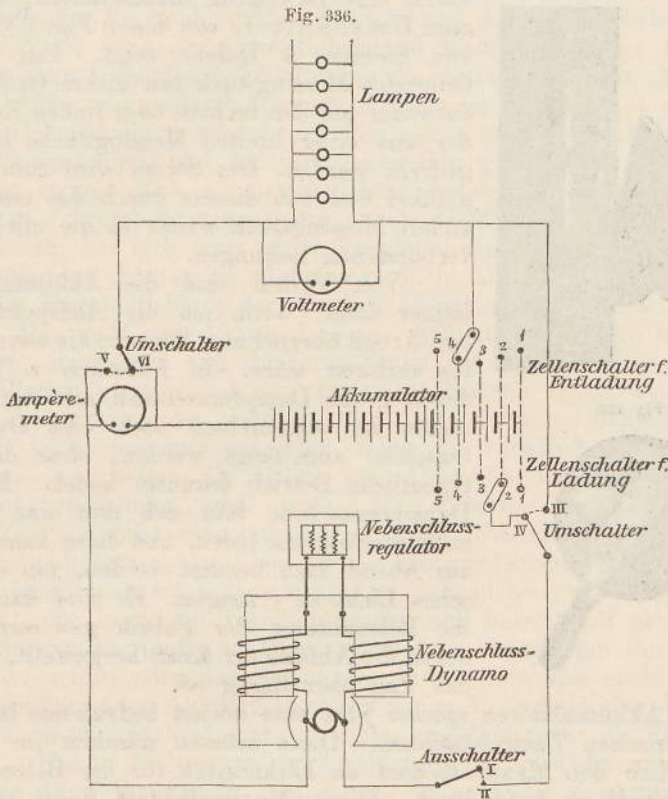 Fig. 336.
Lampen
Voltmeter
Umschalter
V
VI
Ampère-
meter
Akkumulator
5
4
3
2
1
Zellenschalter f.
Entladung
5
4
3
2
1
Zellenschalter f.
Ladung
III
IV
Umschalter
Nebenschluss-
regulator
Nebenschluss-
Dynamo
Ausschalter
I
II